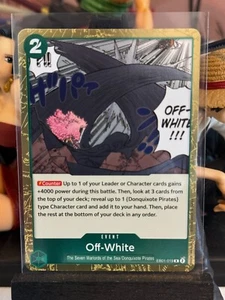 2
!!
OFF-
WHITE
!!!
Counter Up to 1 of your Leader or Character cards gains
+4000 power during this battle. Then, look at 3 cards from
the top of your deck; reveal up to 1 {Donquixote Pirates}
type Character card and add it to your hand. Then, place
the rest at the bottom of your deck in any order.
EVENT
Off-White
The Seven Warlords of the Sea/Donquixote Pirates